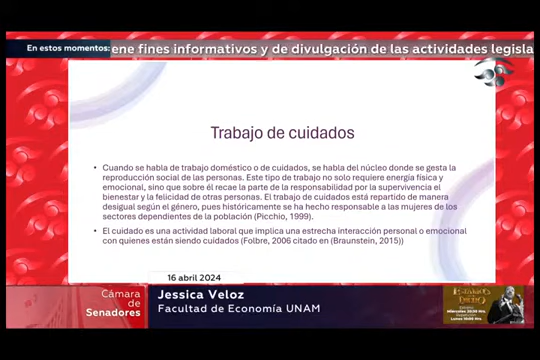 En estos momentos: ene fines informativos y de divulgación de las actividades legisla
Trabajo de cuidados
• Cuando se habla de trabajo doméstico o de cuidados, se habla del núcleo donde se gesta la
reproducción social de las personas. Este tipo de trabajo no solo requiere energía física y
emocional, sino que sobre él recae la parte de la responsabilidad por la supervivencia el
bienestar y la felicidad de otras personas. El trabajo de cuidados está repartido de manera
desigual según el género, pues históricamente se ha hecho responsable a las mujeres de los
sectores dependientes de la población (Picchio, 1999).
• El cuidado es una actividad laboral que implica una estrecha interacción personal o emocional
con quienes están siendo cuidados (Folbre, 2006 citado en (Braunstein, 2015))
16 abril 2024
Cámara
de
Senadores
Jessica Veloz
Facultad de Economía UNAM
Miércoles 20:30 Hrs.